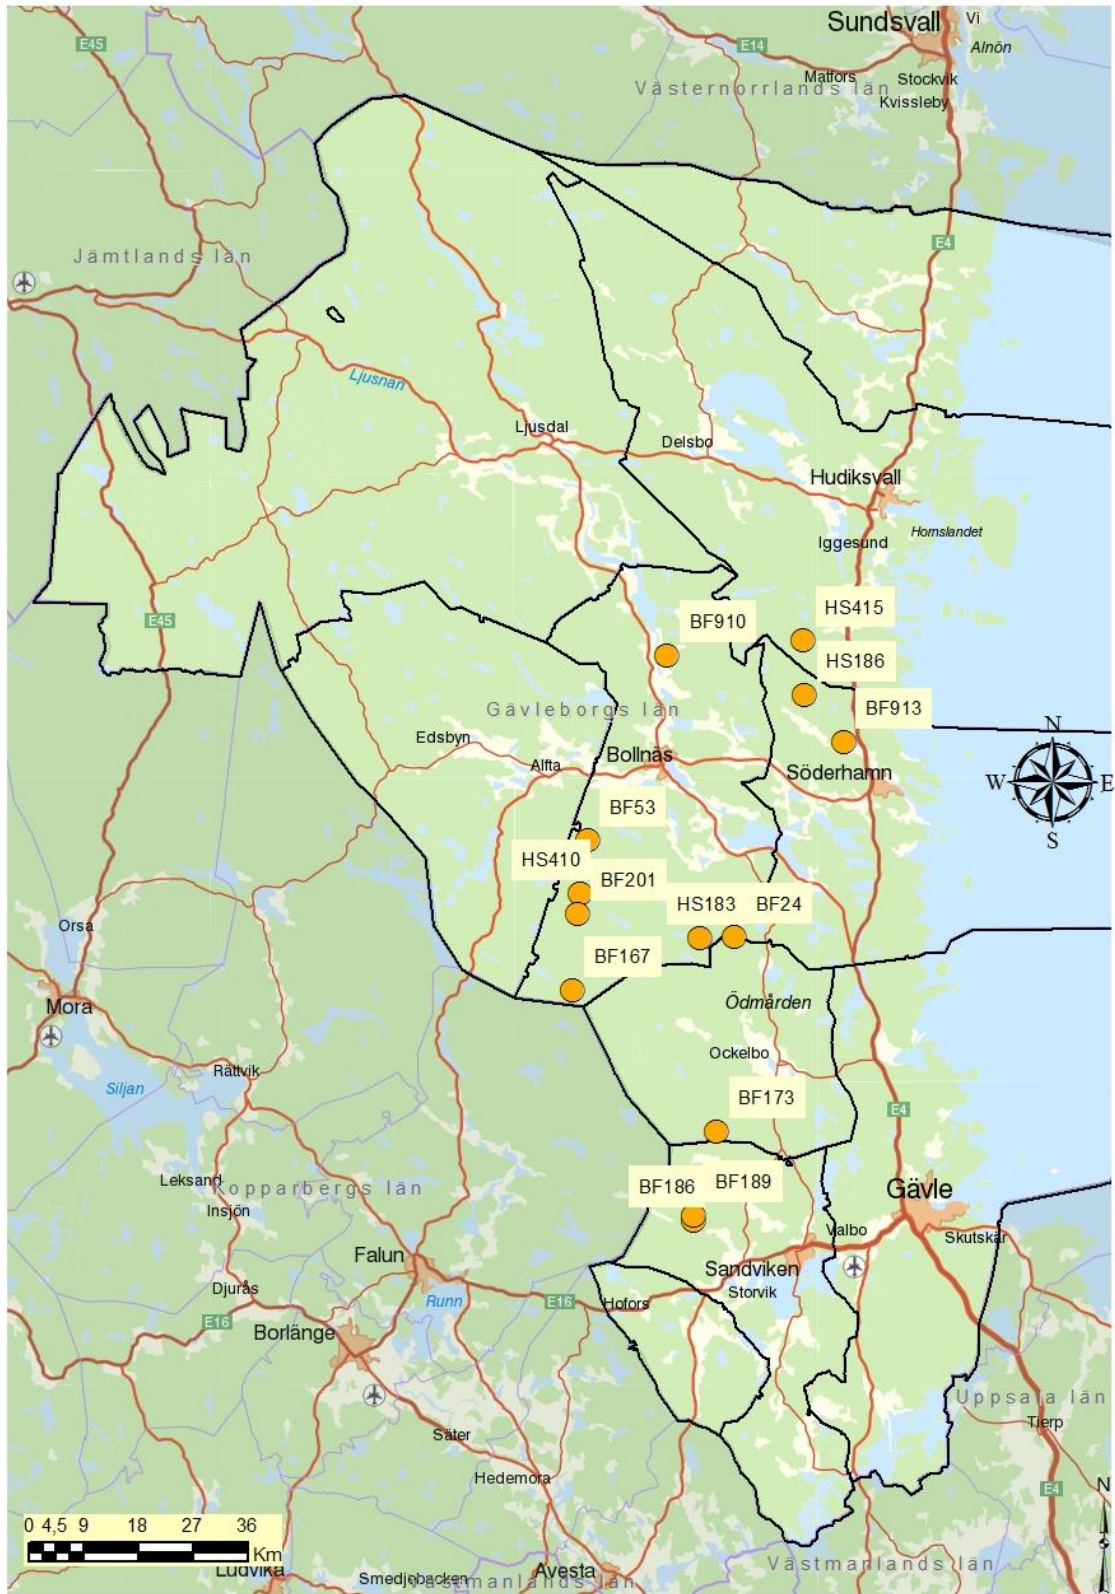 Sundsvall
Vi
Alnön
E45
E14
Matfors
Stockvik
Västernorrlands län
Kvissleby
Jämtlands län
E4
Ljusnan
Ljusdal
Delsbo
Hudiksvall
Hornslandet
Iggesund
HS415
E45
BF910
HS186
BF913
Gävleborgs län
Edsbyn
Alfta
Bollnäs
Söderhamn
N
W
E
S
BF53
HS410
BF201
HS183
BF24
Orsa
BF167
Mora
Ödmården
Ockelbo
Rättvik
Siljan
BF173
E4
Leksand
Kopparbergs län
BF186
BF189
Gävle
Insjön
Valbo
Skutskär
Falun
Sandviken
Djurås
Runn
E16
Hofors
Storvik
E16
Borlänge
Uppsala län
Tierp
Säter
Hedemora
E4
N
0 4,5 9 18 27 36
Km
Ludvika
Smedjebacken
Västmanlands län
Avesta
Västmanlands län